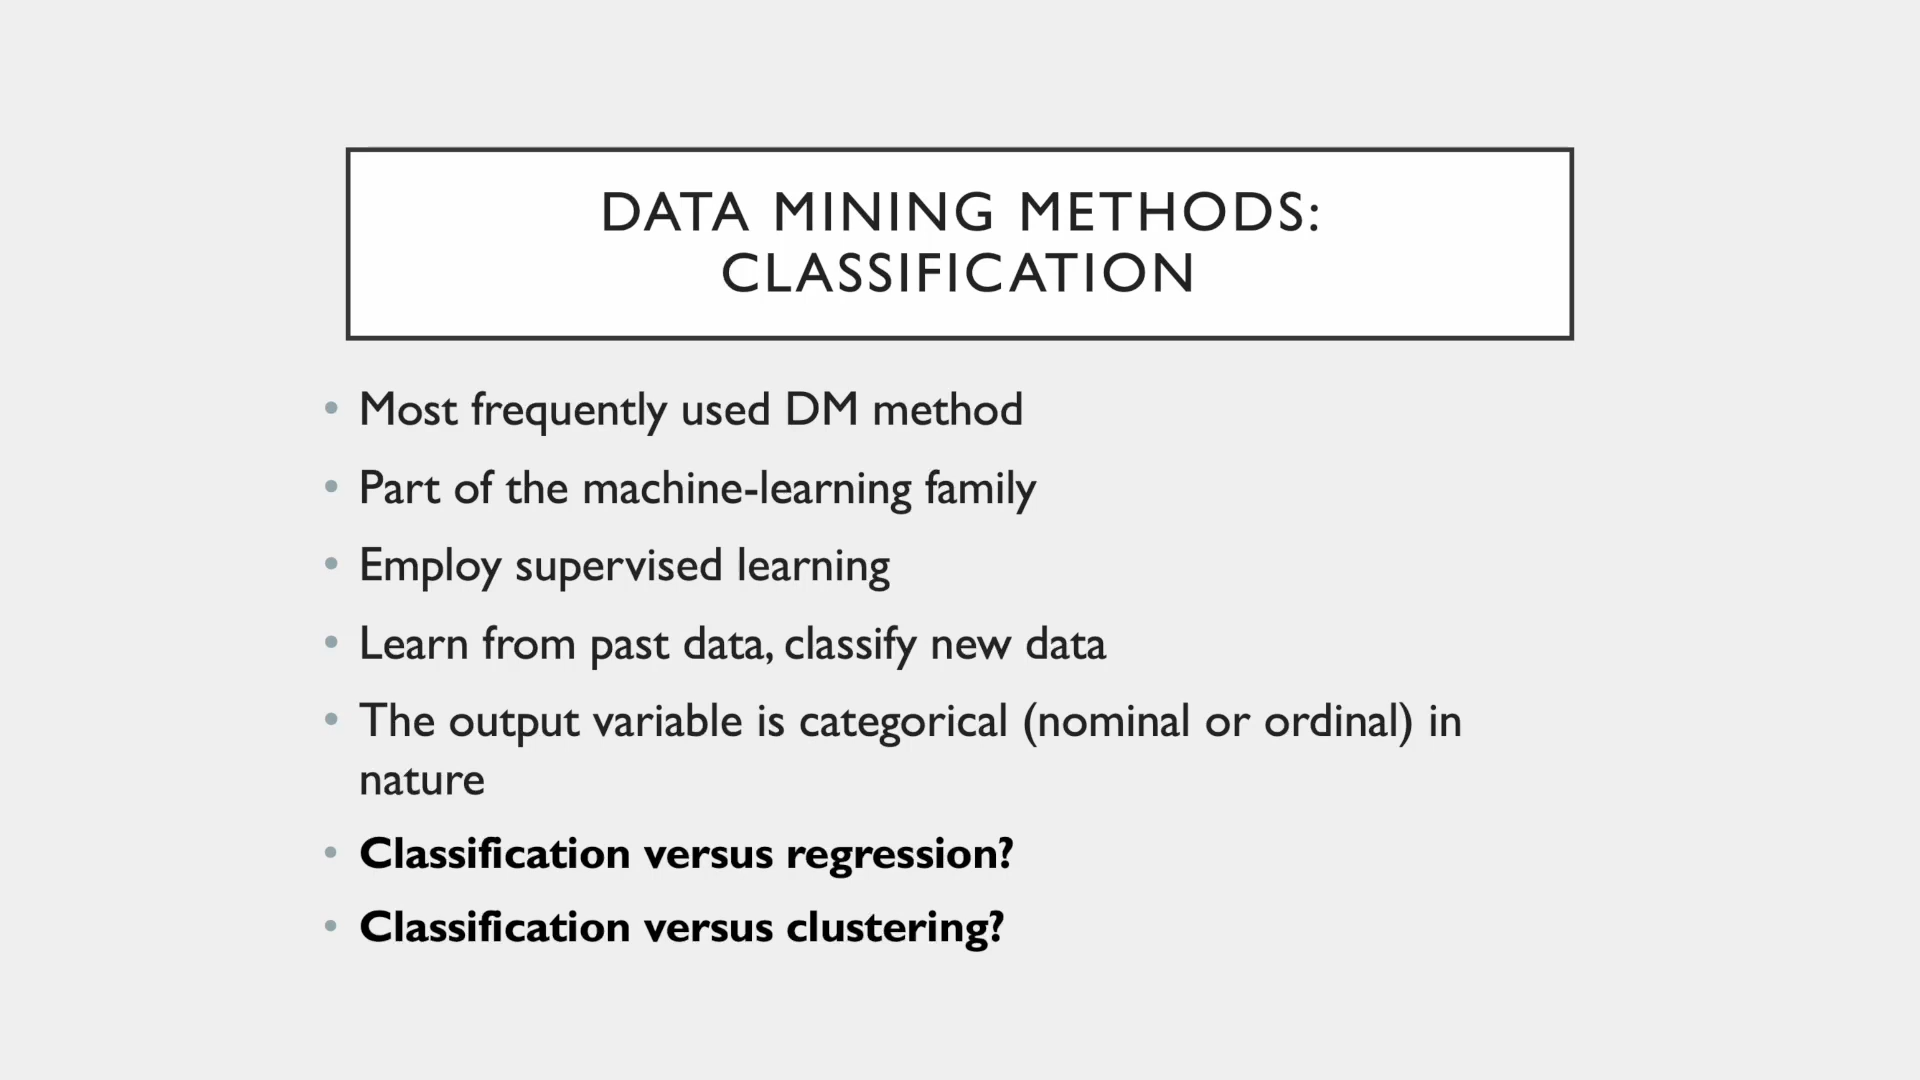 DATA MINING METHODS:
CLASSIFICATION
• Most frequently used DM method
• Part of the machine-learning family
• Employ supervised learning
• Learn from past data, classify new data
• The output variable is categorical (nominal or ordinal) in
nature
• Classification versus regression?
• Classification versus clustering?